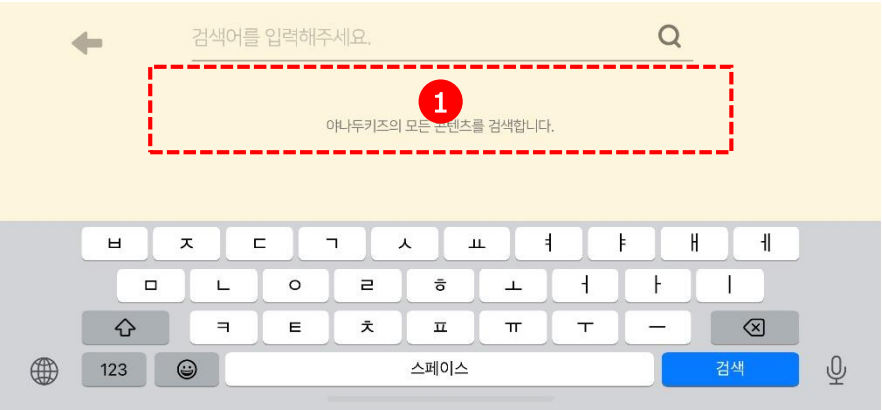 검색어를 입력해주세요.
1
야나두키즈의 모든 콘텐츠를 검색합니다.
ㅂ ㅈ ㄷ ㄱ ㅅ ㅛ ㅕ ㅑ ㅐ ㅔ
ㅁ ㄴ ㅇ ㄹ ㅎ ㅗ ㅓ ㅏ ㅣ
ㅋ ㅌ ㅊ ㅍ ㅠ ㅜ ㅡ
123 스페이스 검색